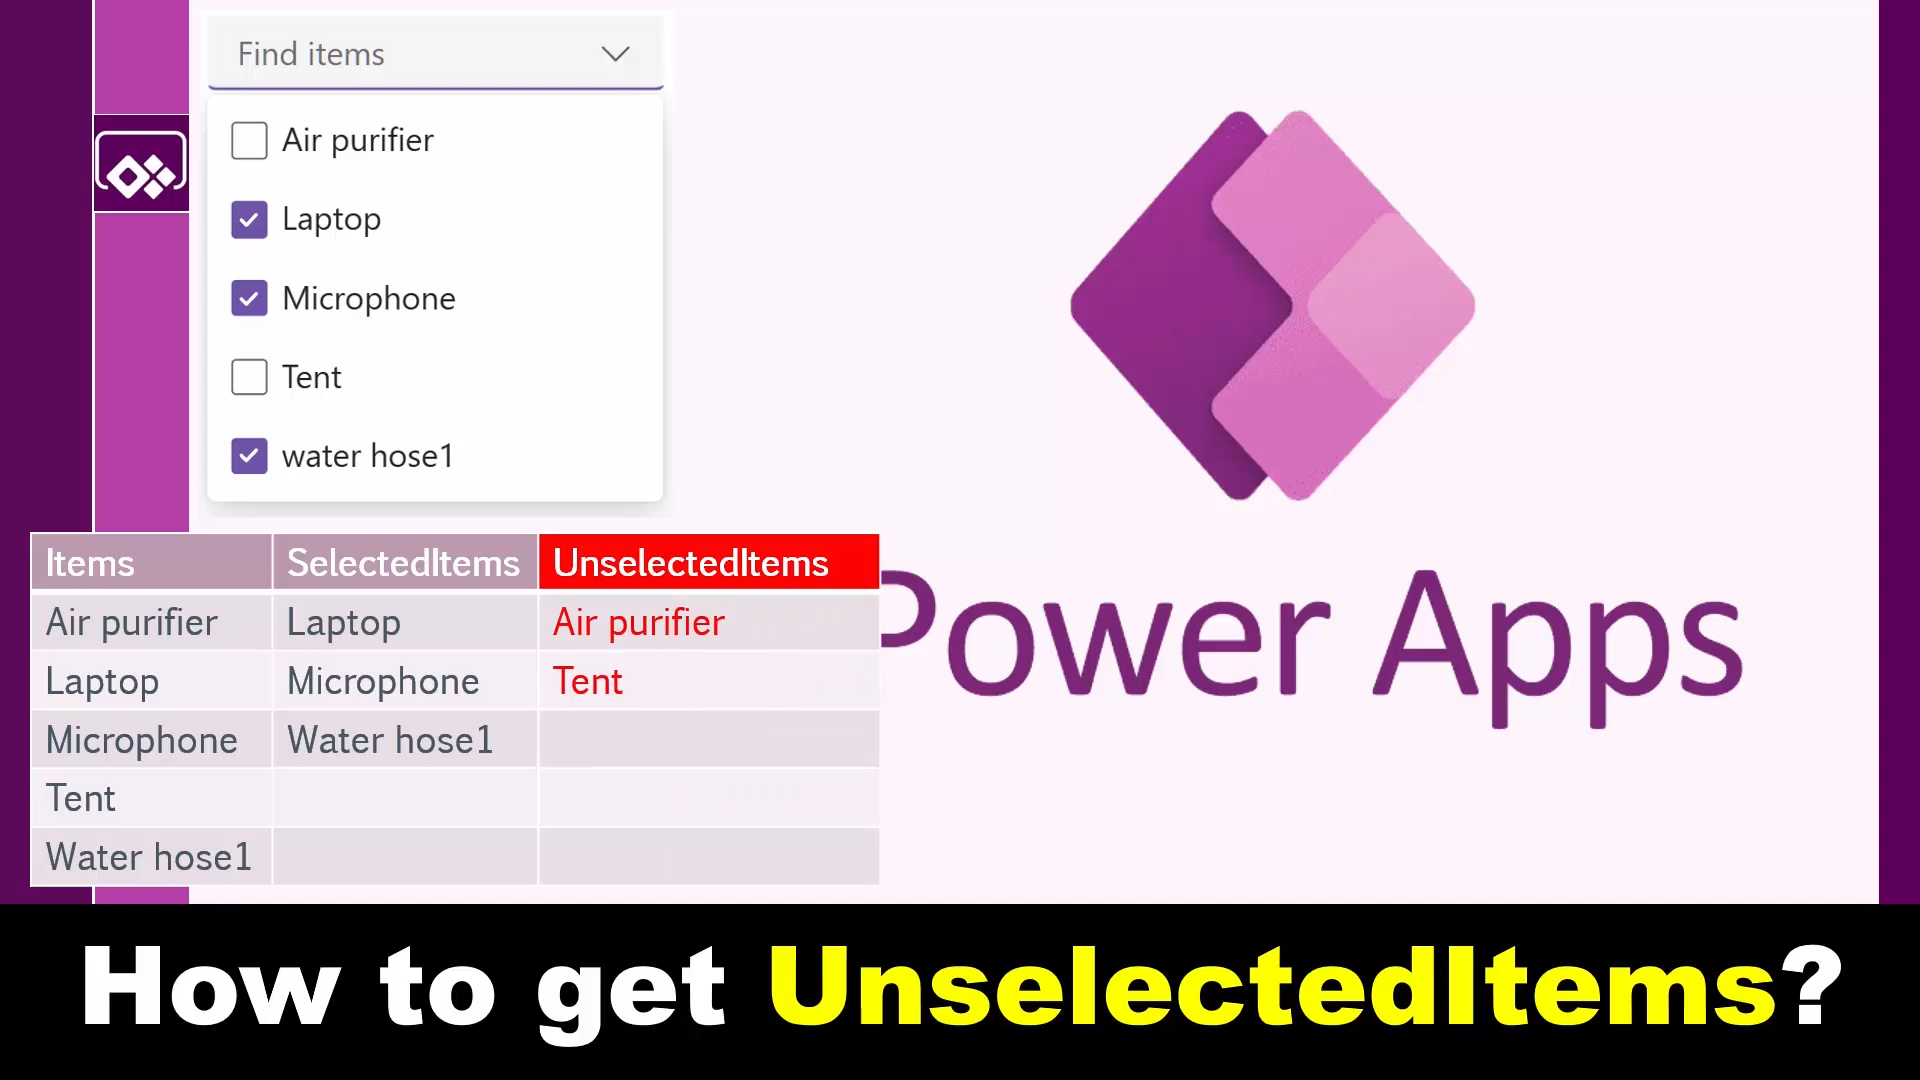 Find items
Air purifier
Laptop
Microphone
Tent
water hose1
Items SelectedItems UnselectedItems
Air purifier Laptop Air purifier
Laptop Microphone Tent
Microphone Water hose1
Tent
Water hose1
Power Apps
How to get UnselectedItems?